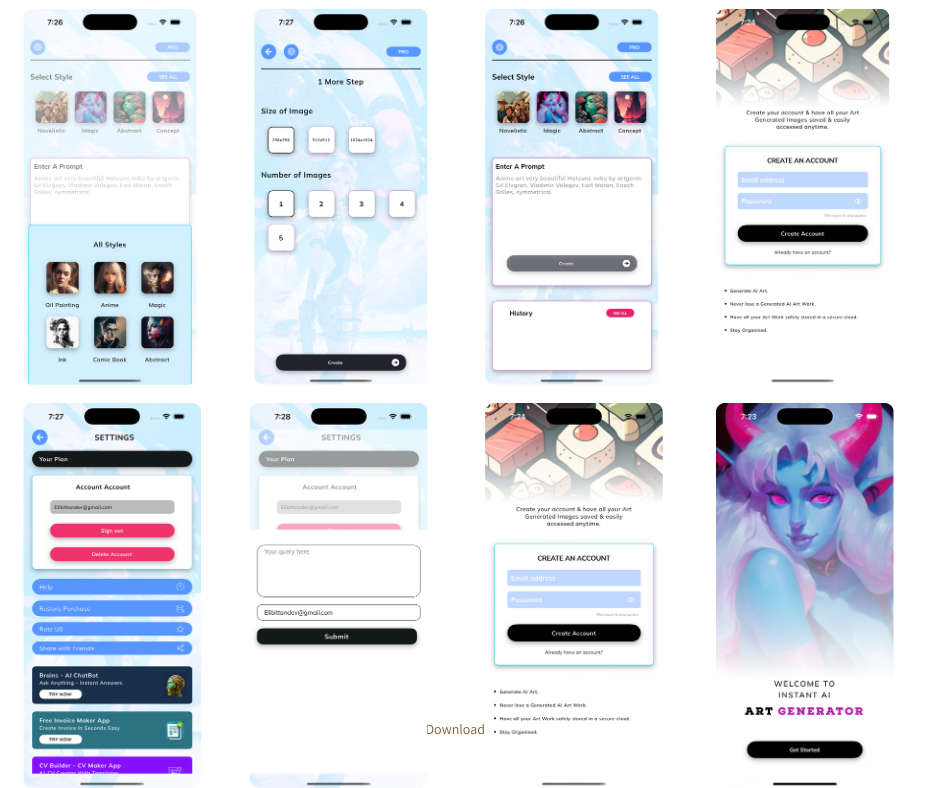 7:26
PRO
Select Style
SEE ALL
Novelistic
Magic
Abstract
Concept
Enter A Prompt
Anime art very beautiful Hatsune miku by artgerm,
Gil Elvgren, Vladimir Volegov, Earl Moran, Enoch
Bolles, symmetrical
All Styles
Oil Painting
Anime
Magic
Ink
Comic Book
Abstract
7:27
PRO
1 More Step
Size of Image
256x256
512x512
1024x1024
Number of Images
1
2
3
4
5
Create
7:26
PRO
Select Style
SEE ALL
Novelistic
Magic
Abstract
Concept
Enter A Prompt
Anime art very beautiful Hatsune miku by artgerm,
Gil Elvgren, Vladimir Volegov, Earl Moran, Enoch
Bolles, symmetrical
Create
History
SEE ALL
7:24
Create your account & have all your Art
Generated Images saved & easily
accessed anytime.
CREATE AN ACCOUNT
Email address
Password
Minimum 6 characters
Create Account
Already have an account?
• Generate AI Art.
• Never lose a Generated AI Art Work.
• Have all your Art Work safely stored in a secure cloud.
• Stay Organised.
7:27
SETTINGS
Your Plan
Account Account
Ellbittondev@gmail.com
Sign out
Delete Account
Help
Restore Purchase
Rate US
Share with Friends
Brains - AI ChatBot
Ask Anything - Instant Answers
TRY NOW
Free Invoice Maker App
Create Invoice In Seconds Easy
TRY NOW
CV Builder - CV Maker App
7:28
SETTINGS
Your Plan
Account Account
Ellbittondev@gmail.com
Your query here.
Ellbittondev@gmail.com
Submit
Download
7:24
Create your account & have all your Art
Generated Images saved & easily
accessed anytime.
CREATE AN ACCOUNT
Email address
Password
Minimum 6 characters
Create Account
Already have an account?
• Generate AI Art.
• Never lose a Generated AI Art Work.
• Have all your Art Work safely stored in a secure cloud.
• Stay Organised.
7:23
WELCOME TO
INSTANT AI
ART GENERATOR
Get Started